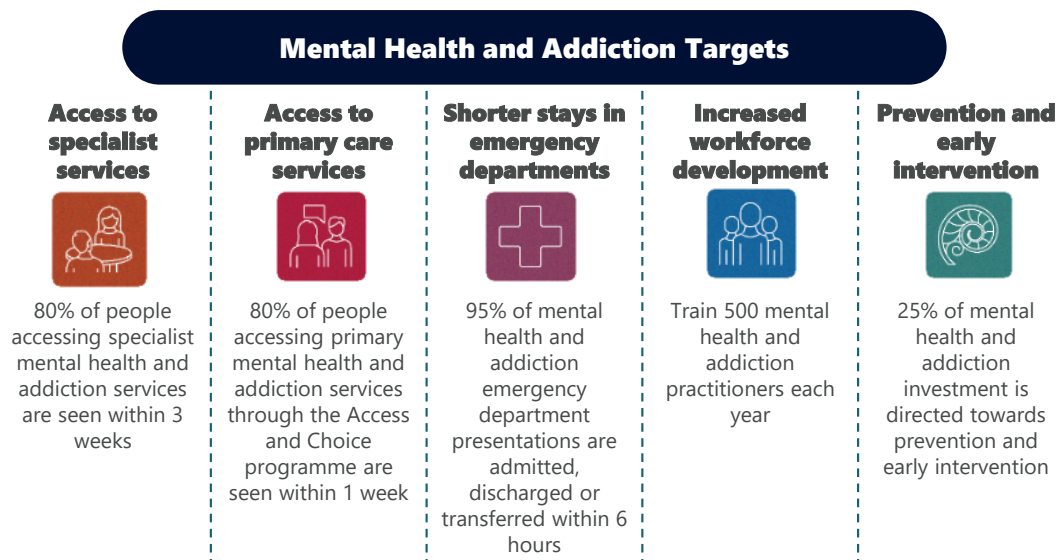 Mental Health and Addiction Targets
Access to
specialist
services
80% of people
accessing specialist
mental health and
addiction services
are seen within 3
weeks
Access to
primary care
services
80% of people
accessing primary
mental health and
addiction services
through the Access
and Choice
programme are
seen within 1 week
Shorter stays in
emergency
departments
95% of mental
health and
addiction
emergency
department
presentations are
admitted,
discharged or
transferred within 6
hours
Increased
workforce
development
Train 500 mental
health and
addiction
practitioners each
year
Prevention and
early
intervention
25% of mental
health and
addiction
investment is
directed towards
prevention and
early intervention